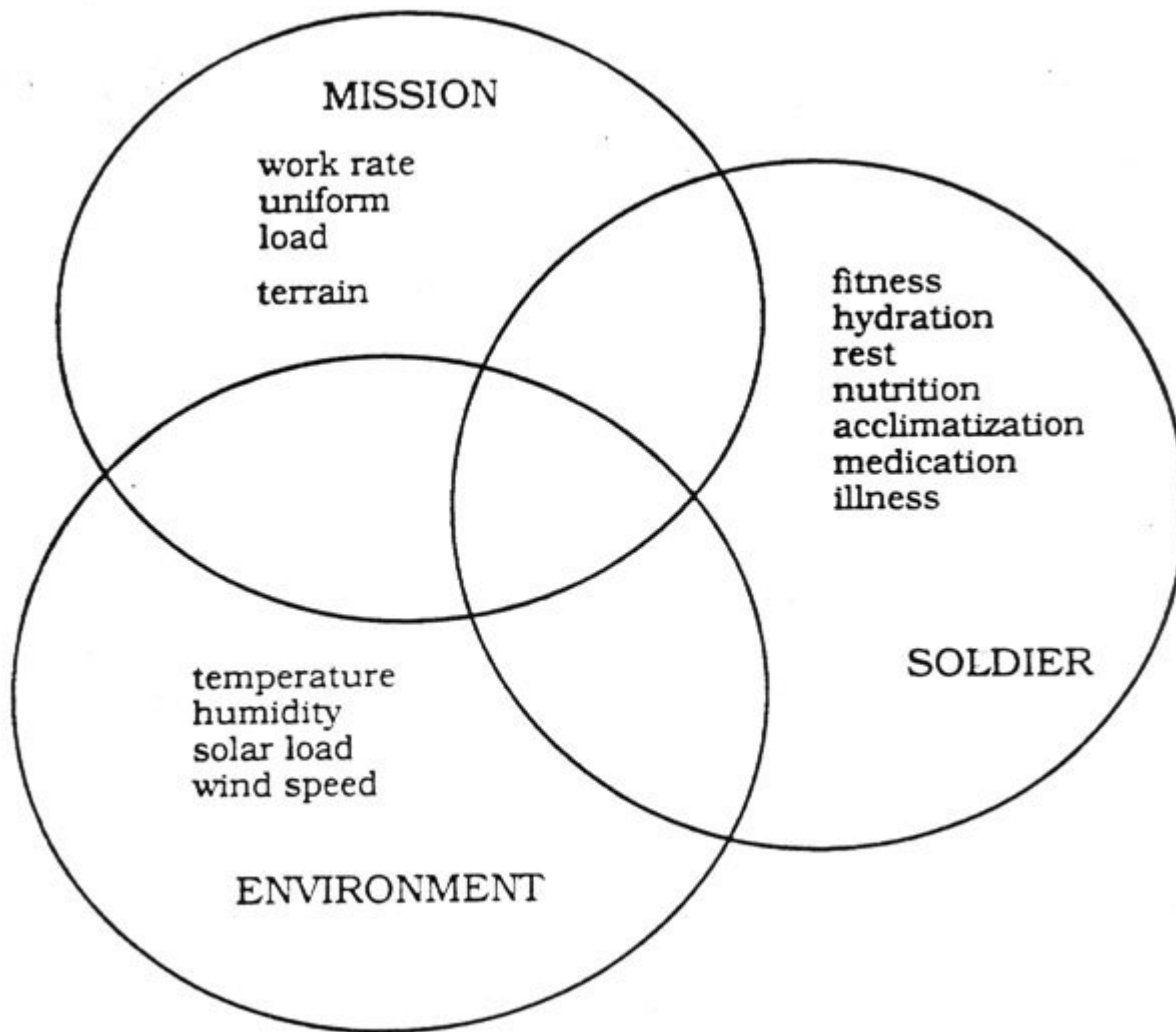 MISSION
work rate
uniform
load
terrain
fitness
hydration
rest
nutrition
acclimatization
medication
illness
SOLDIER
temperature
humidity
solar load
wind speed
ENVIRONMENT